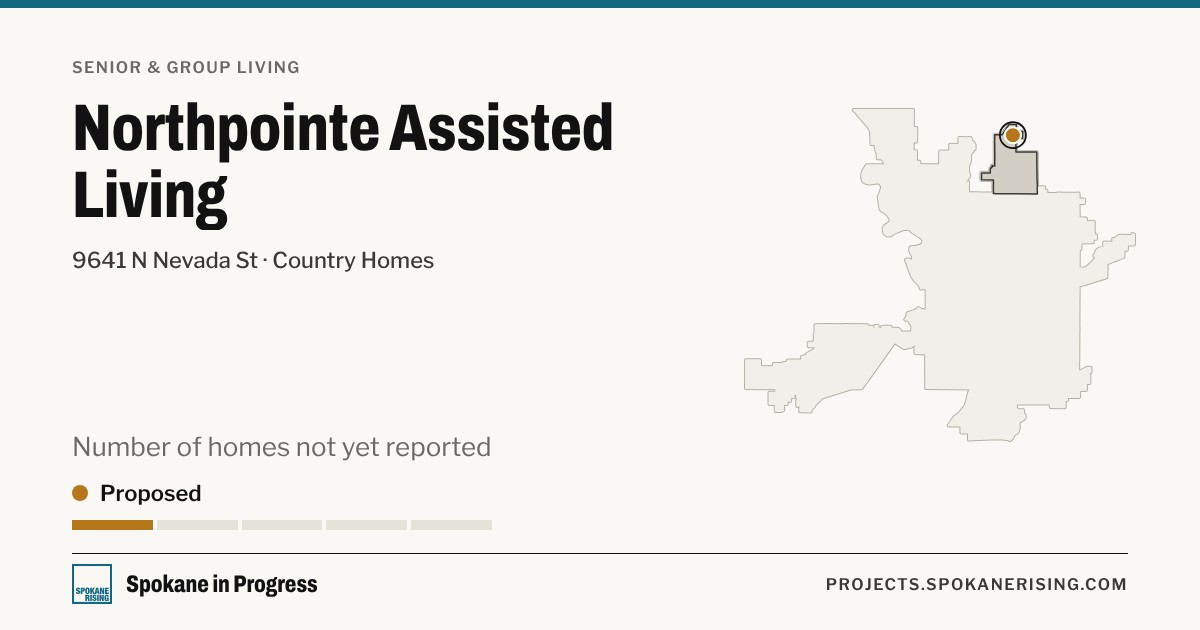 SENIOR & GROUP LIVING
Northpointe Assisted
Living
9641 N Nevada St · Country Homes
Number of homes not yet reported
Proposed
SPOKANE
RISING
Spokane in Progress
PROJECTS.SPOKANERISING.COM